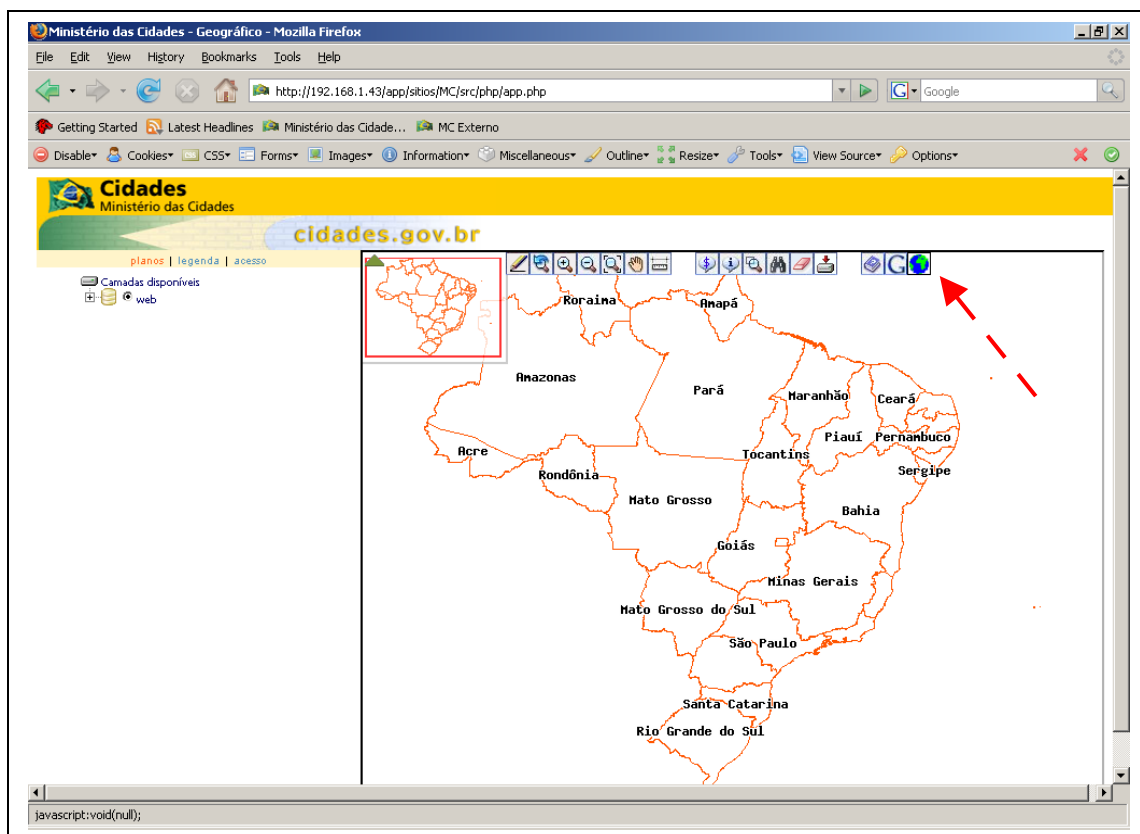 Ministério das Cidades - Geográfico - Mozilla Firefox
File Edit View History Bookmarks Tools Help
http://192.168.1.43/app/sitios/MC/src/php/app.php G Google
Getting Started Latest Headlines Ministério das Cidade... MC Externo
Disable Cookies CSS Forms Images Information Miscellaneous Outline Resize Tools View Source Options
Cidades
Ministério das Cidades
cidades.gov.br
planos | legenda | acesso
Camadas disponíveis
web
G
Roraima
Amapá
Amazonas
Pará
Maranhão
Ceará
Piauí
Pernambuco
Acre
Tocantins
Sergipe
Rondônia
Mato Grosso
Bahia
Goiás
Minas Gerais
Mato Grosso do Sul
São Paulo
Santa Catarina
Rio Grande do Sul
javascript:void(null);